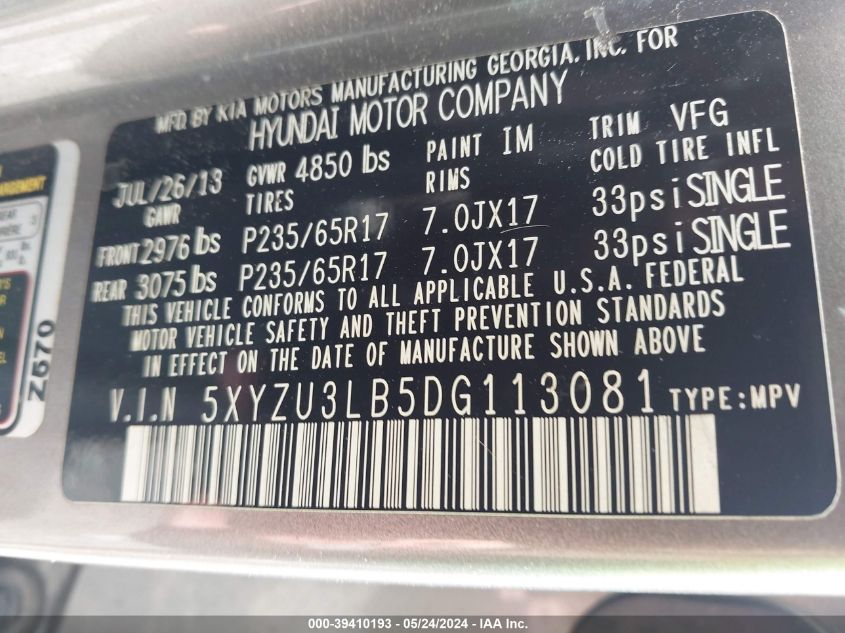 MFD. BY KIA MOTORS MANUFACTURING GEORGIA, INC. FOR
HYUNDAI MOTOR COMPANY
JUL/26/13 GVWR 4850 lbs PAINT IM TRIM VFG
GAWR TIRES RIMS COLD TIRE INFL
FRONT 2976 lbs P235/65R17 7.0JX17 33psi SINGLE
REAR 3075 lbs P235/65R17 7.0JX17 33psi SINGLE
THIS VEHICLE CONFORMS TO ALL APPLICABLE U.S.A. FEDERAL
MOTOR VEHICLE SAFETY AND THEFT PREVENTION STANDARDS
IN EFFECT ON THE DATE OF MANUFACTURE SHOWN ABOVE
V.I.N 5XYZU3LB5DG113081 TYPE:MPV
Z670
000-39410193 - 05/24/2024 - IAA Inc.